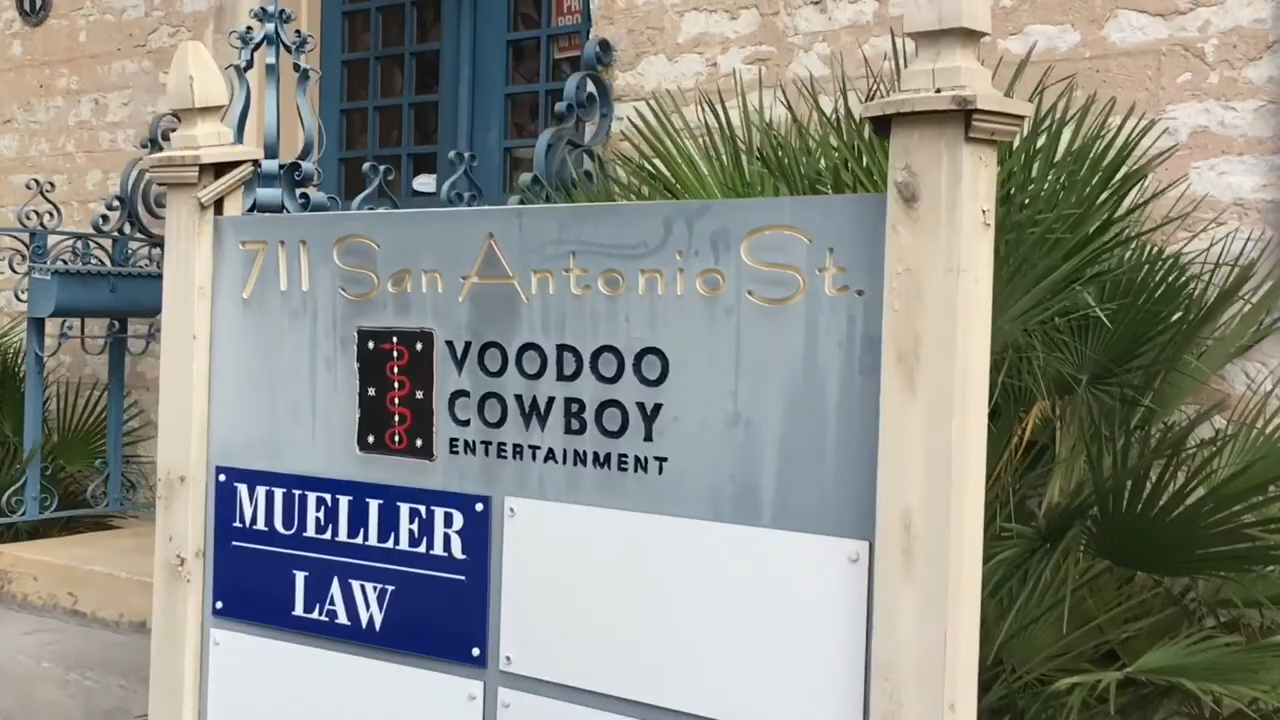 711 San Antonio St.
VOODOO
COWBOY
ENTERTAINMENT
MUELLER
LAW